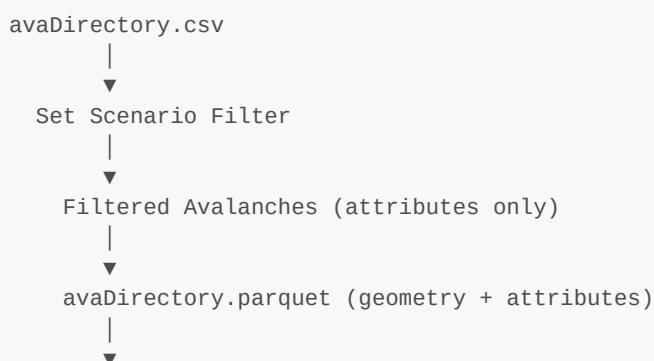 avaDirectory.csv
│
▼
Set Scenario Filter
│
▼
Filtered Avalanches (attributes only)
│
▼
avaDirectory.parquet (geometry + attributes)
│
▼